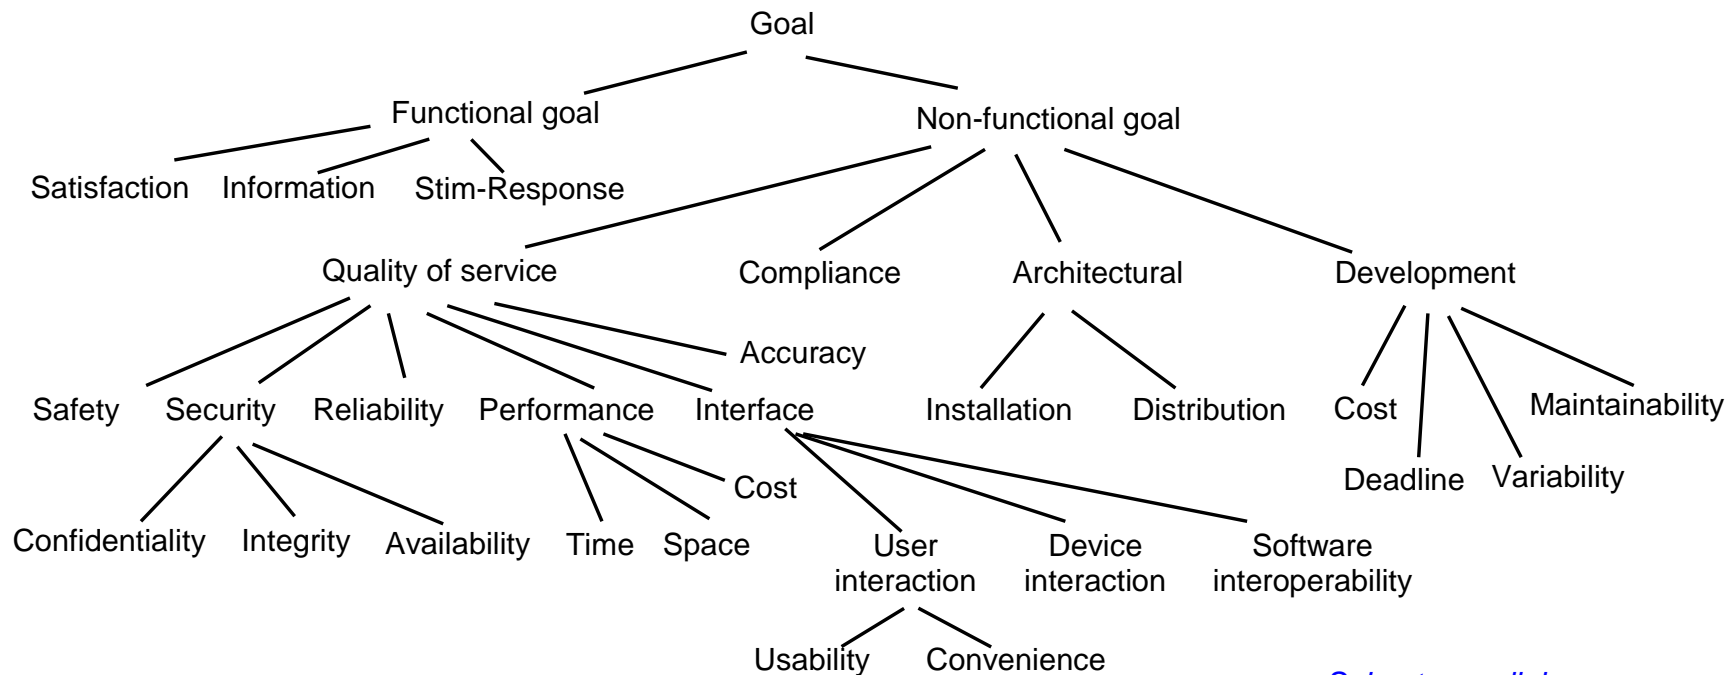 Goal
Functional goal
Non-functional goal
Satisfaction
Information
Stim-Response
Quality of service
Compliance
Architectural
Development
Accuracy
Safety
Security
Reliability
Performance
Interface
Installation
Distribution
Cost
Maintainability
Deadline
Variability
Cost
Confidentiality
Integrity
Availability
Time
Space
User
interaction
Device
interaction
Software
interoperability
Usability
Convenience